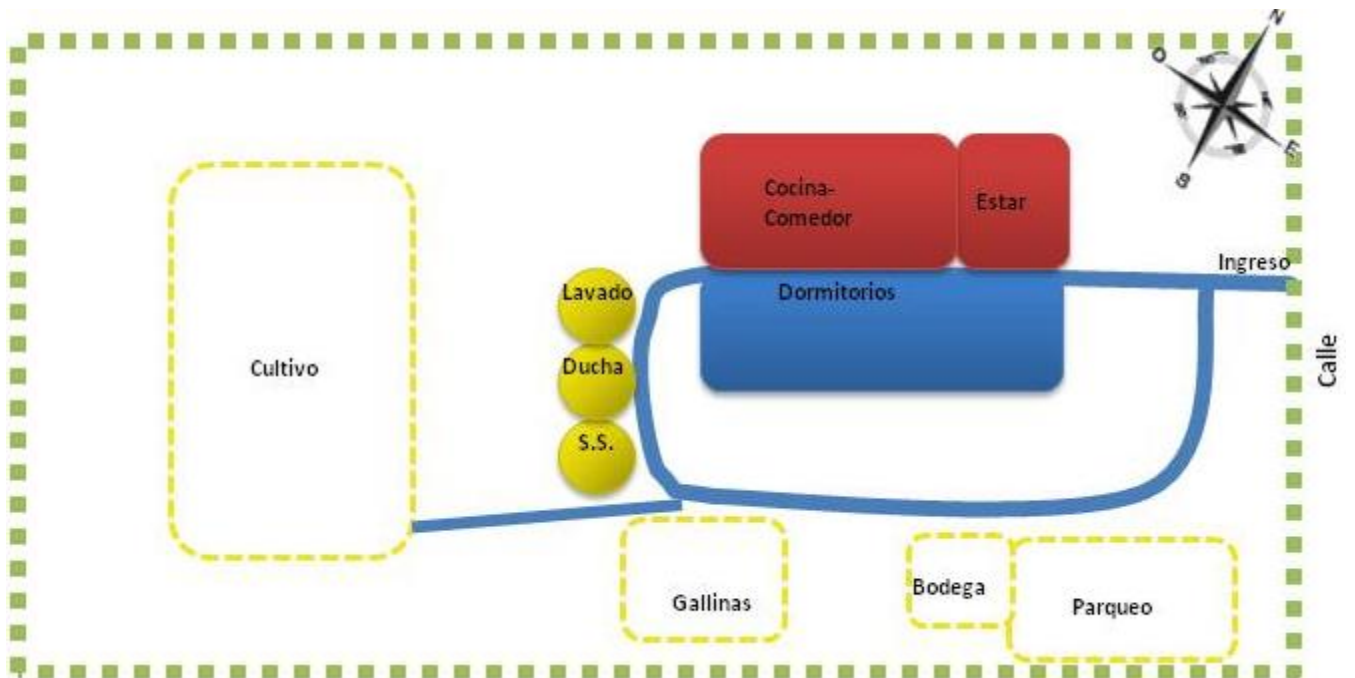 N
O
E
S
Cocina-
Comedor
Estar
Ingreso
Dormitorios
Lavado
Ducha
S.S.
Cultivo
Calle
Gallinas
Bodega
Parqueo